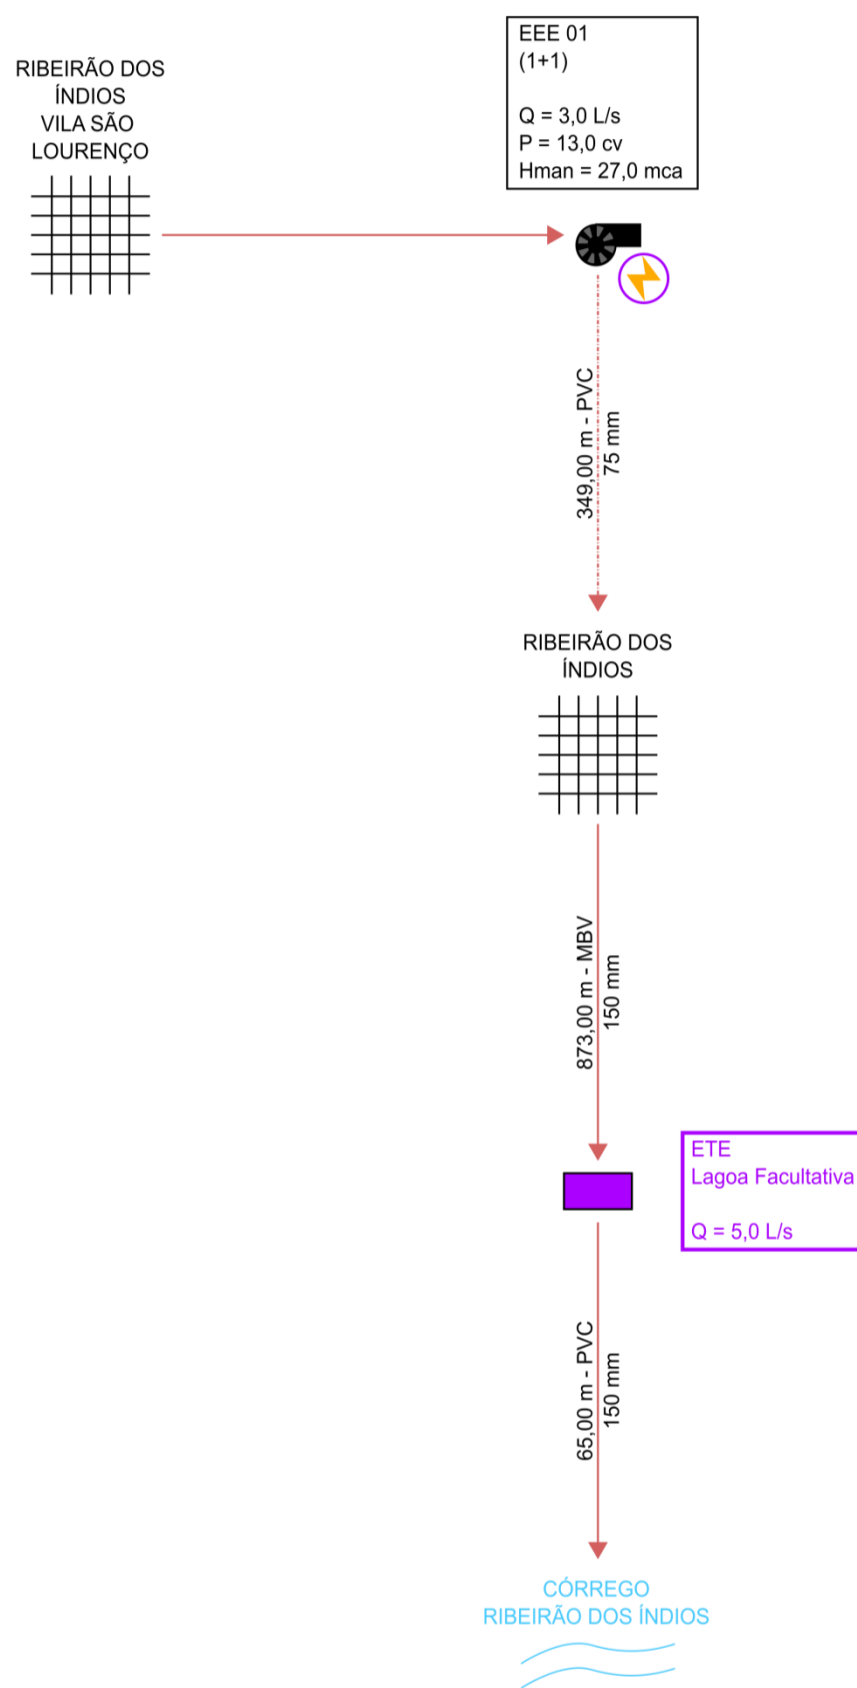 RIBEIRÃO DOS
ÍNDIOS
VILA SÃO
LOURENÇO
EEE 01
(1+1)
Q = 3,0 L/s
P = 13,0 cv
Hman = 27,0 mca
349,00 m - PVC
75 mm
RIBEIRÃO DOS
ÍNDIOS
873,00 m - MBV
150 mm
ETE
Lagoa Facultativa
Q = 5,0 L/s
65,00 m - PVC
150 mm
CÓRREGO
RIBEIRÃO DOS ÍNDIOS